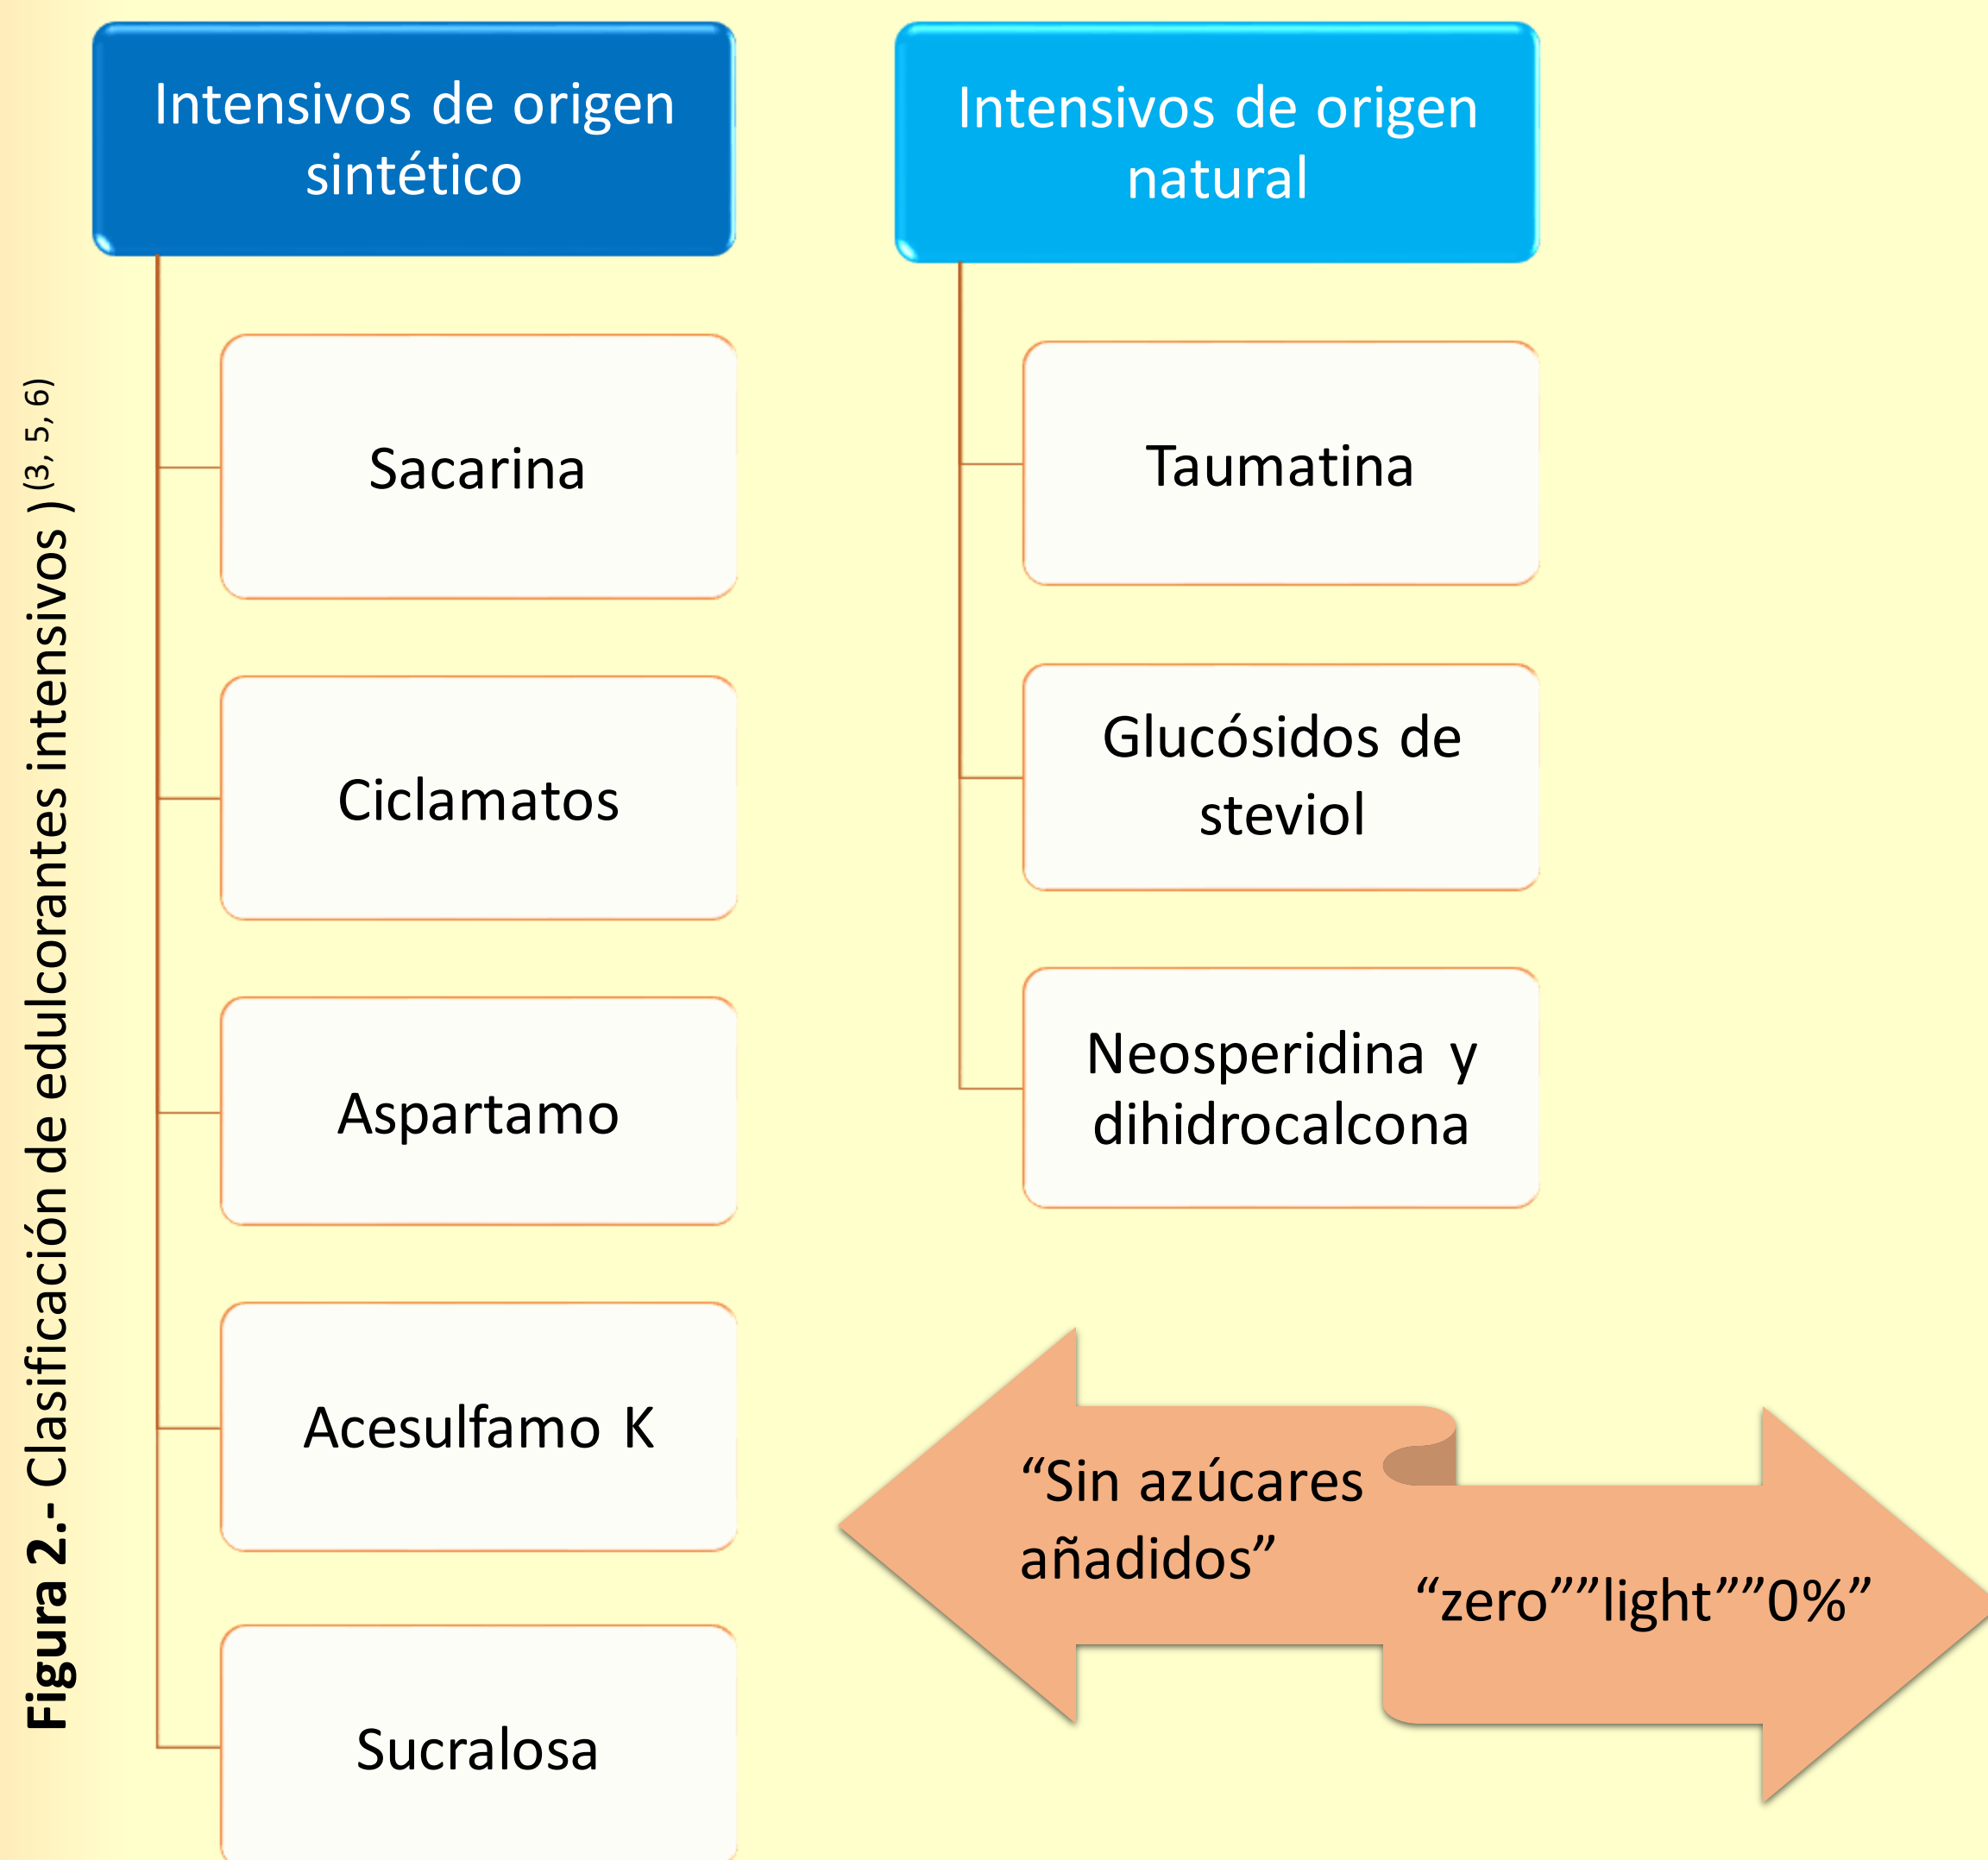 Figura 2.- Clasificación de edulcorantes intensivos )(3, 5, 6)
Intensivos de origen
sintético
Sacarina
Ciclamatos
Aspartamo
Acesulfamo K
Sucralosa
Intensivos de origen
natural
Taumatina
Glucósidos de
steviol
Neosperidina y
dihidrocalcona
“Sin azúcares
añadidos”
“zero””light””0%”